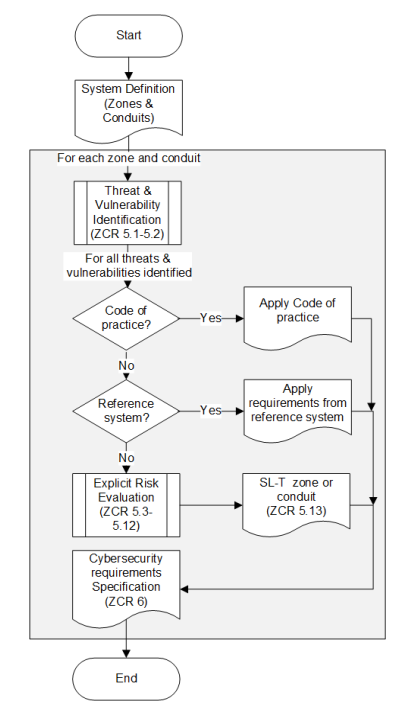 Start
System Definition
(Zones &
Conduits)
For each zone and conduit
Threat &
Vulnerability
Identification
(ZCR 5.1-5.2)
For all threats &
vulnerabilities identified
Code of
practice?
Yes
Apply Code of
practice
No
Reference
system?
Yes
Apply
requirements from
reference system
No
Explicit Risk
Evaluation
(ZCR 5.3-
5.12)
SL-T zone or
conduit
(ZCR 5.13)
Cybersecurity
requirements
Specification
(ZCR 6)
End